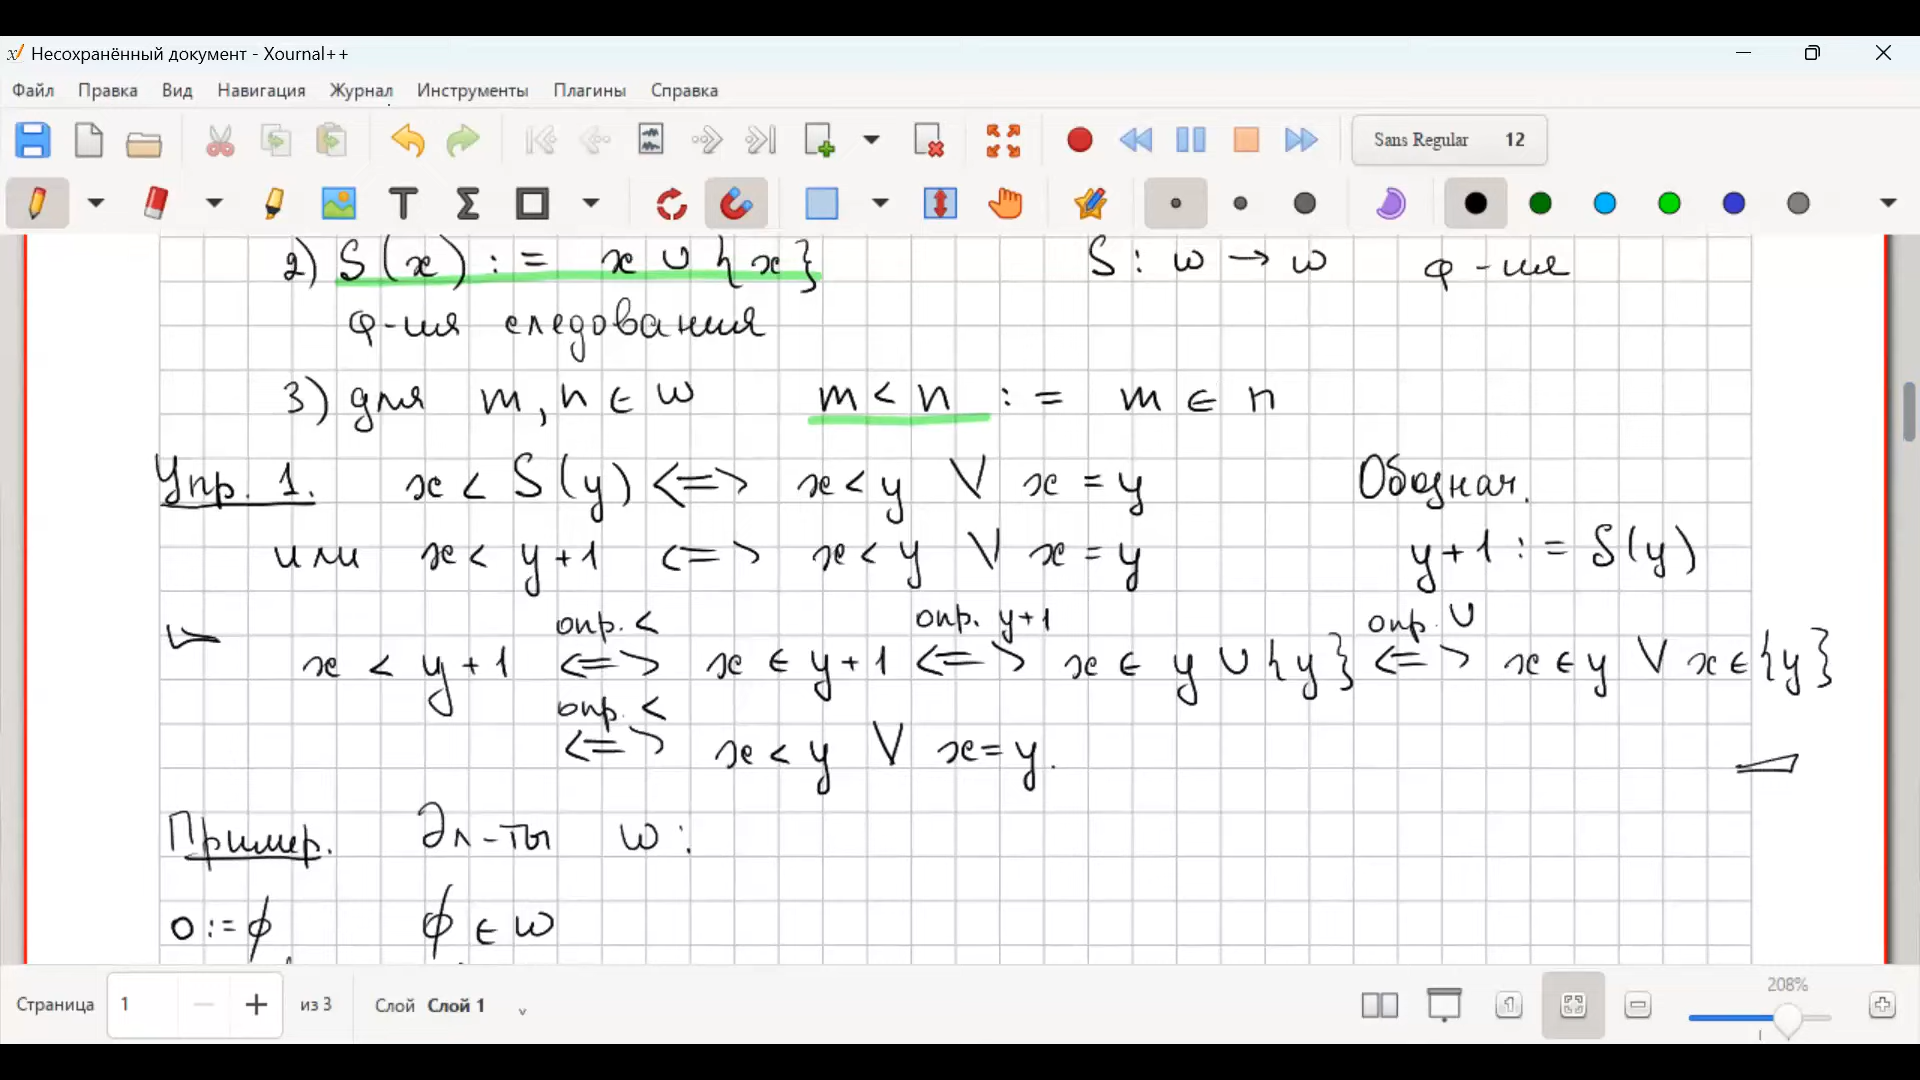 Несохранённый документ - Xournal++
Файл Правка Вид Навигация Журнал Инструменты Плагины Справка
Sans Regular 12
2) S(x) := x ∪ {x} S : ω → ω ф-ция
ф-ция следования
3) для m, n ∈ ω m < n := m ∈ n
Упр. 1. x < S(y) <=> x < y ∨ x = y Обознач.
или x < y+1 <=> x < y ∨ x = y y+1 := S(y)
опр. < опр. y+1 опр. ∪
x < y+1 <=> x ∈ y+1 <=> x ∈ y ∪ {y} <=> x ∈ y ∨ x ∈ {y}
опр. <
<=> x < y ∨ x = y.
Пример. Эл-ты ω :
0 := ∅ ∅ ∈ ω
Страница 1 из 3 Слой Слой 1 208%